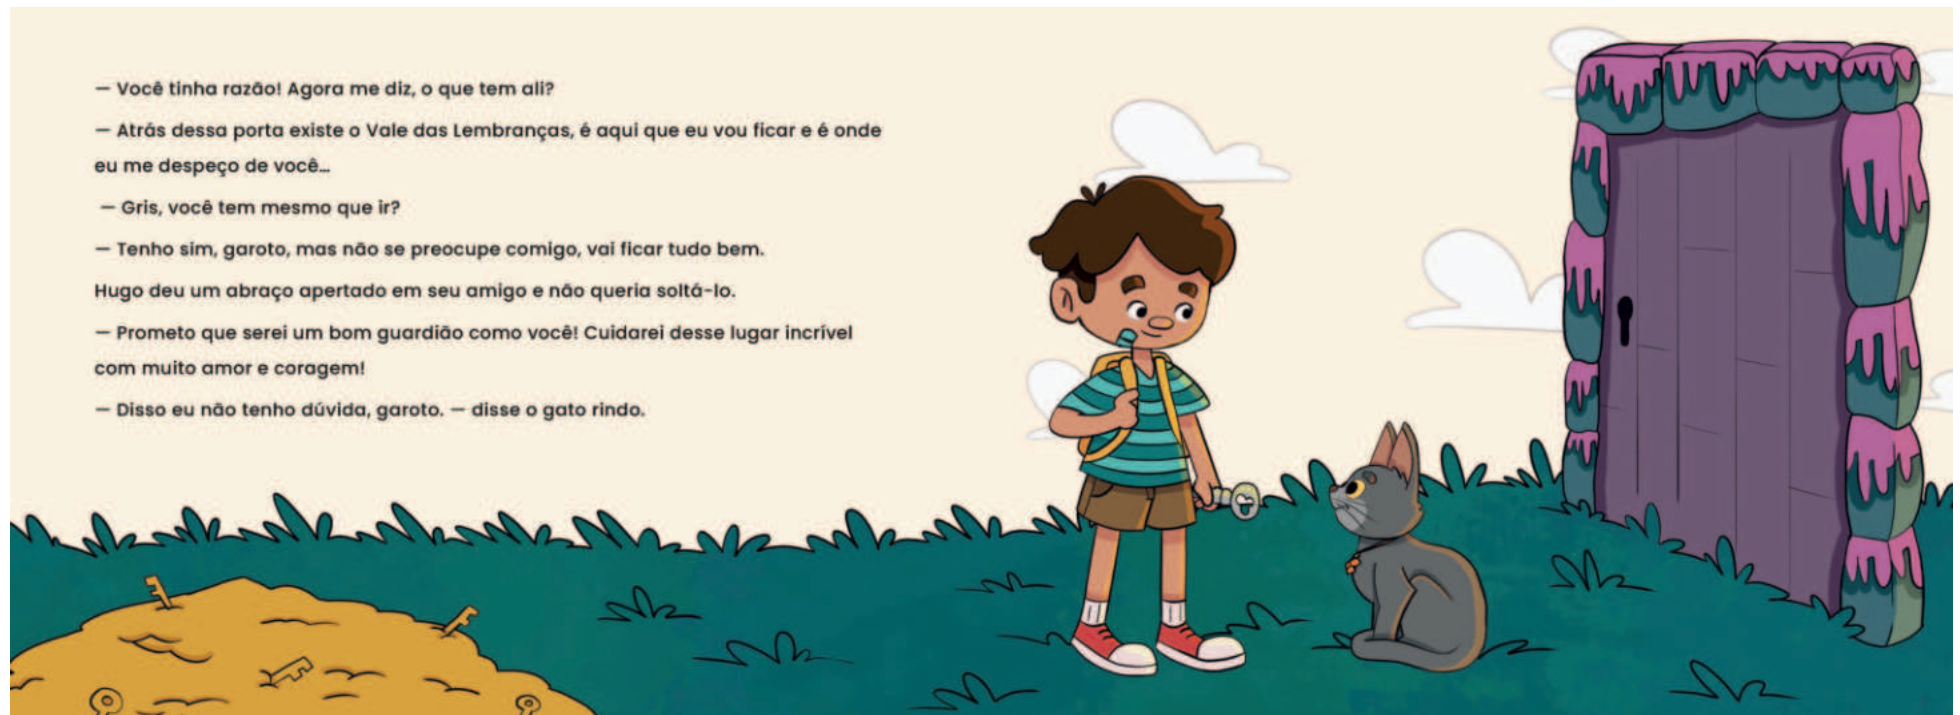 — Você tinha razão! Agora me diz, o que tem ali?
— Atrás dessa porta existe o Vale das Lembranças, é aqui que eu vou ficar e é onde
eu me despeço de você...
— Gris, você tem mesmo que ir?
— Tenho sim, garoto, mas não se preocupe comigo, vai ficar tudo bem.
Hugo deu um abraço apertado em seu amigo e não queria soltá-lo.
— Prometo que serei um bom guardião como você! Cuidarei desse lugar incrível
com muito amor e coragem!
— Disso eu não tenho dúvida, garoto. — disse o gato rindo.